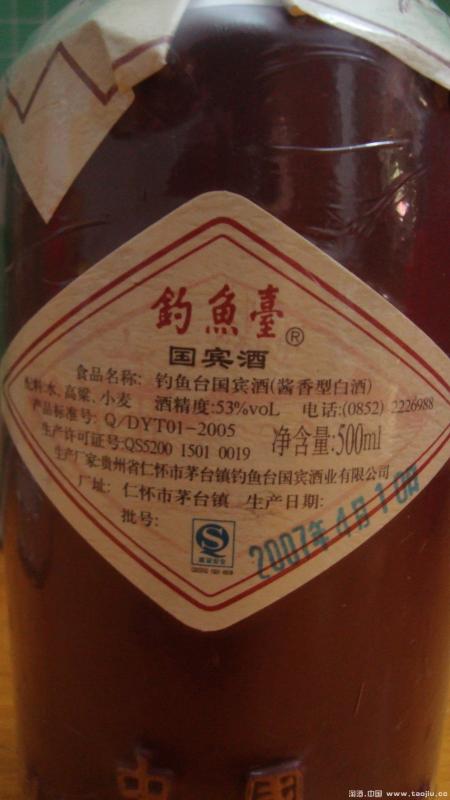 釣魚臺®
国宾酒
食品名称: 钓鱼台国宾酒(酱香型白酒)
配料:水、高粱、小麦 酒精度:53%voL 电话:(0852) 2226988
产品标准号: Q/DYT01-2005 净含量:500ml
生产许可证号:QS5200 1501 0019
生产厂家:贵州省仁怀市茅台镇钓鱼台国宾酒业有限公司
厂址: 仁怀市茅台镇 生产日期:
2007年4月10日
批号:
中国
淘酒.中国 www.taojiu.cc